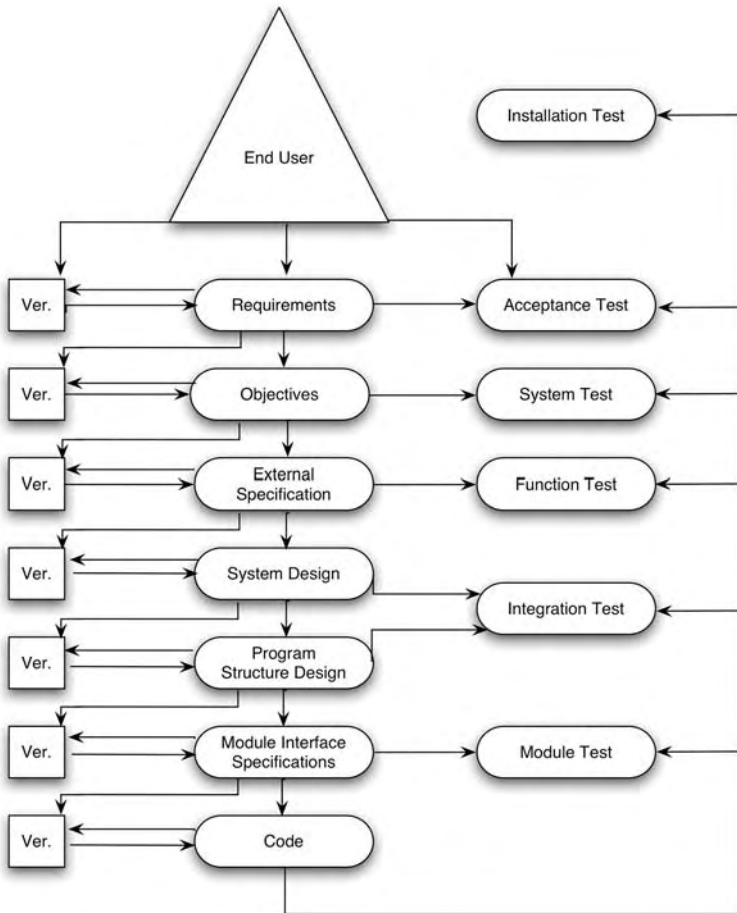 Installation Test
End User
Ver.
Requirements
Acceptance Test
Ver.
Objectives
System Test
Ver.
External
Specification
Function Test
Ver.
System Design
Integration Test
Ver.
Program
Structure Design
Ver.
Module Interface
Specifications
Module Test
Ver.
Code